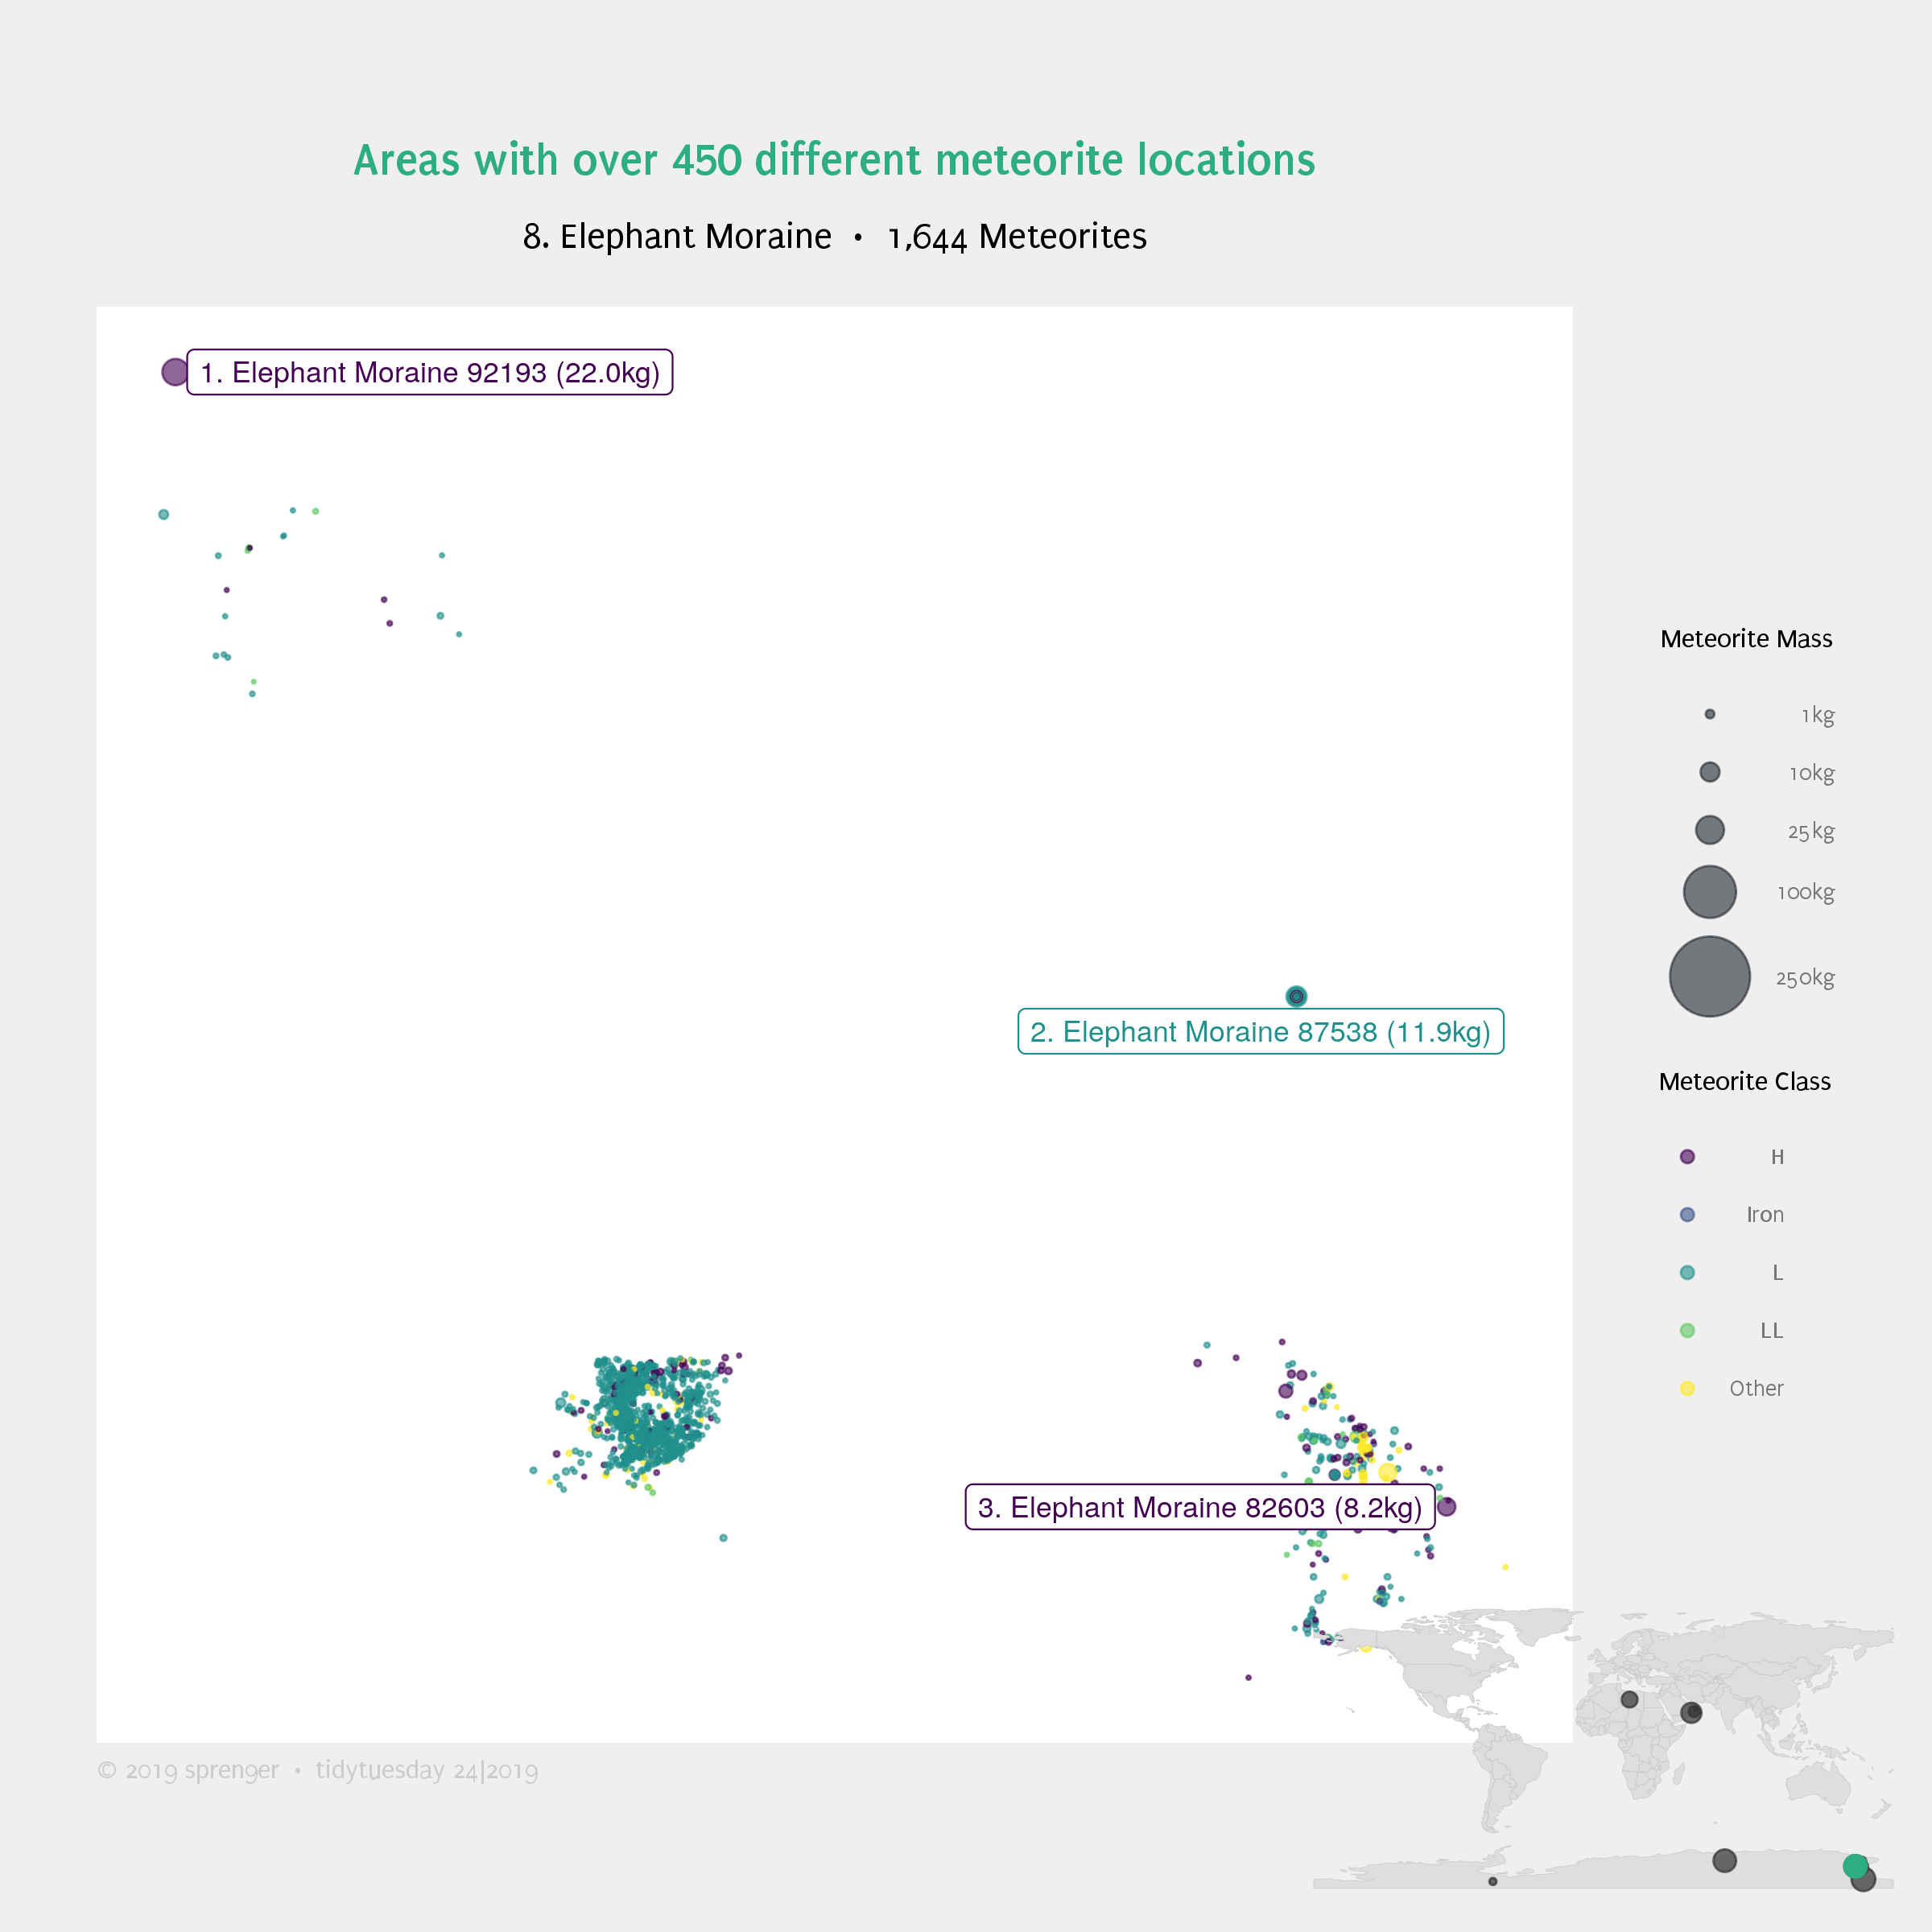 Areas with over 450 different meteorite locations
8. Elephant Moraine • 1,644 Meteorites
1. Elephant Moraine 92193 (22.0kg)
2. Elephant Moraine 87538 (11.9kg)
3. Elephant Moraine 82603 (8.2kg)
Meteorite Mass
1kg
10kg
25kg
100kg
250kg
Meteorite Class
H
Iron
L
LL
Other
© 2019 sprenger • tidytuesday 24|2019